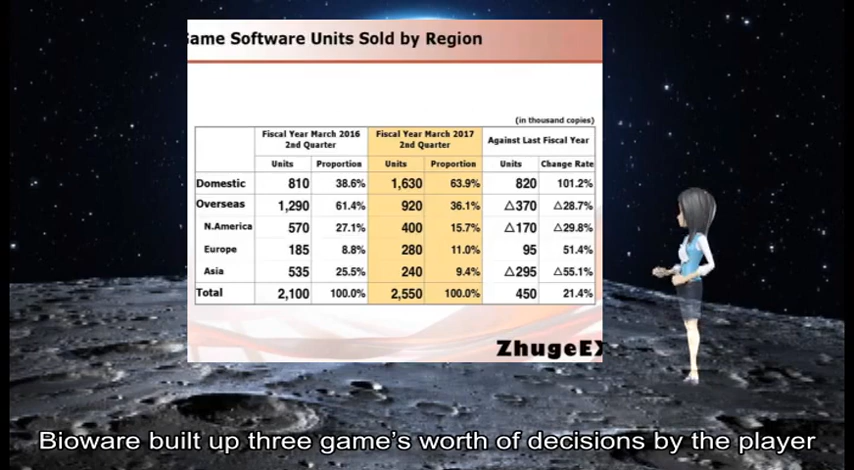 ame Software Units Sold by Region
(in thousand copies)
Fiscal Year March 2016 Fiscal Year March 2017 Against Last Fiscal Year
2nd Quarter 2nd Quarter
Units Proportion Units Proportion Units Change Rate
Domestic 810 38.6% 1,630 63.9% 820 101.2%
Overseas 1,290 61.4% 920 36.1% △370 △28.7%
N.America 570 27.1% 400 15.7% △170 △29.8%
Europe 185 8.8% 280 11.0% 95 51.4%
Asia 535 25.5% 240 9.4% △295 △55.1%
Total 2,100 100.0% 2,550 100.0% 450 21.4%
ZhugeEX
Bioware built up three game's worth of decisions by the player